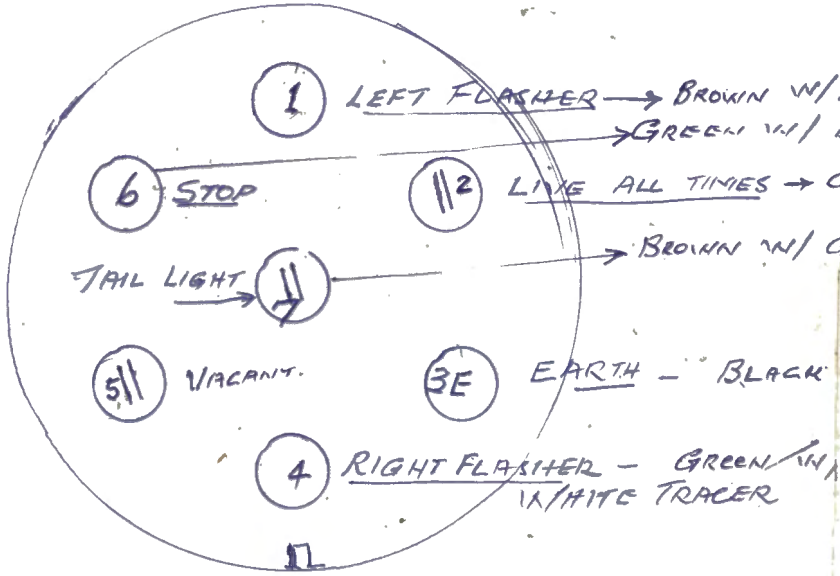 1 LEFT FLASHER → BROWN W/
→ GREEN W/
6 STOP
2 LIVE ALL TIMES →
TAIL LIGHT → 7 → BROWN W/
5 VACANT.
3E EARTH - BLACK
4 RIGHT FLASHER - GREEN W/
WHITE TRACER